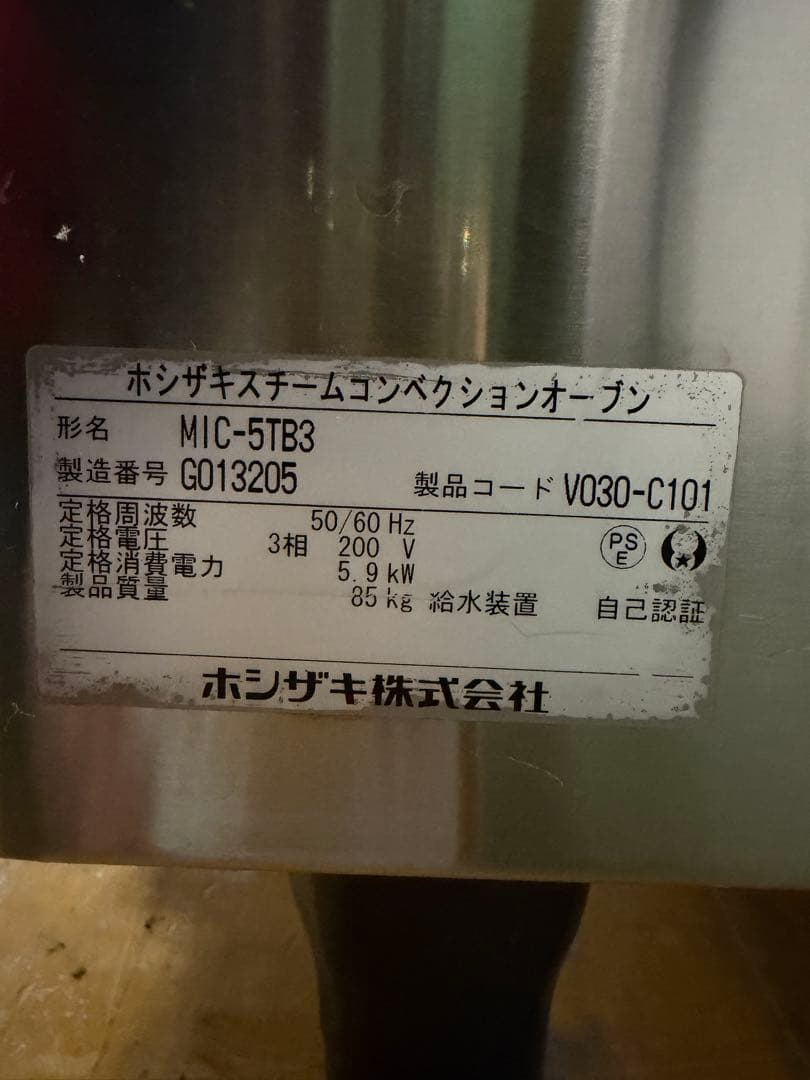 ホシザキスチームコンベクションオーブン
形名 MIC-5TB3
製造番号 G013205 製品コード V030-C101
定格周波数 50/60 Hz
定格電圧 3相 200 V
定格消費電力 5.9 kW
製品質量 85 kg 給水装置 自己認証
PS
E
ホシザキ株式会社